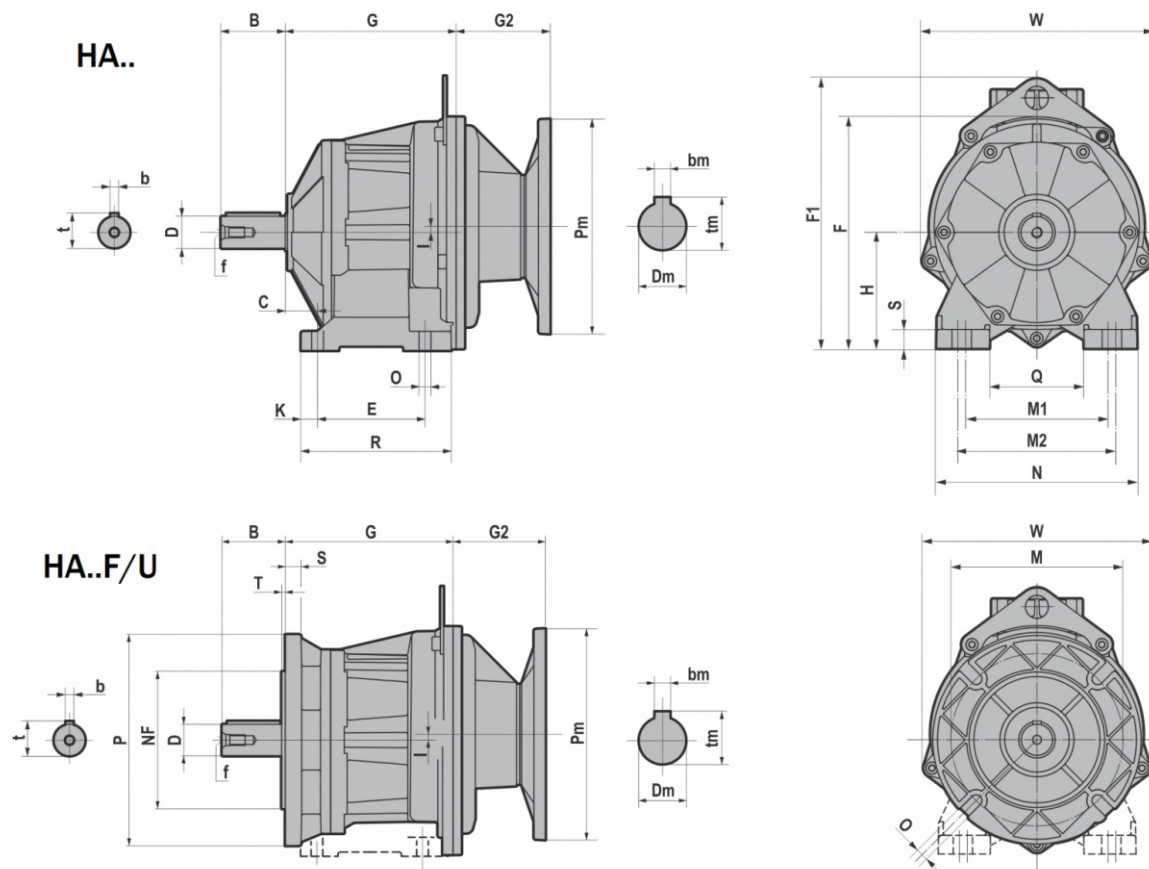 B G G2 W
HA..
b
bm
t D f
I
Pm
tm
Dm
F1 F H S
C
O
K E
R
Q
M1
M2
N
B G G2 W
HA..F/U
T S
M
b
bm
t P NF D f
I
Pm
tm
Dm
O